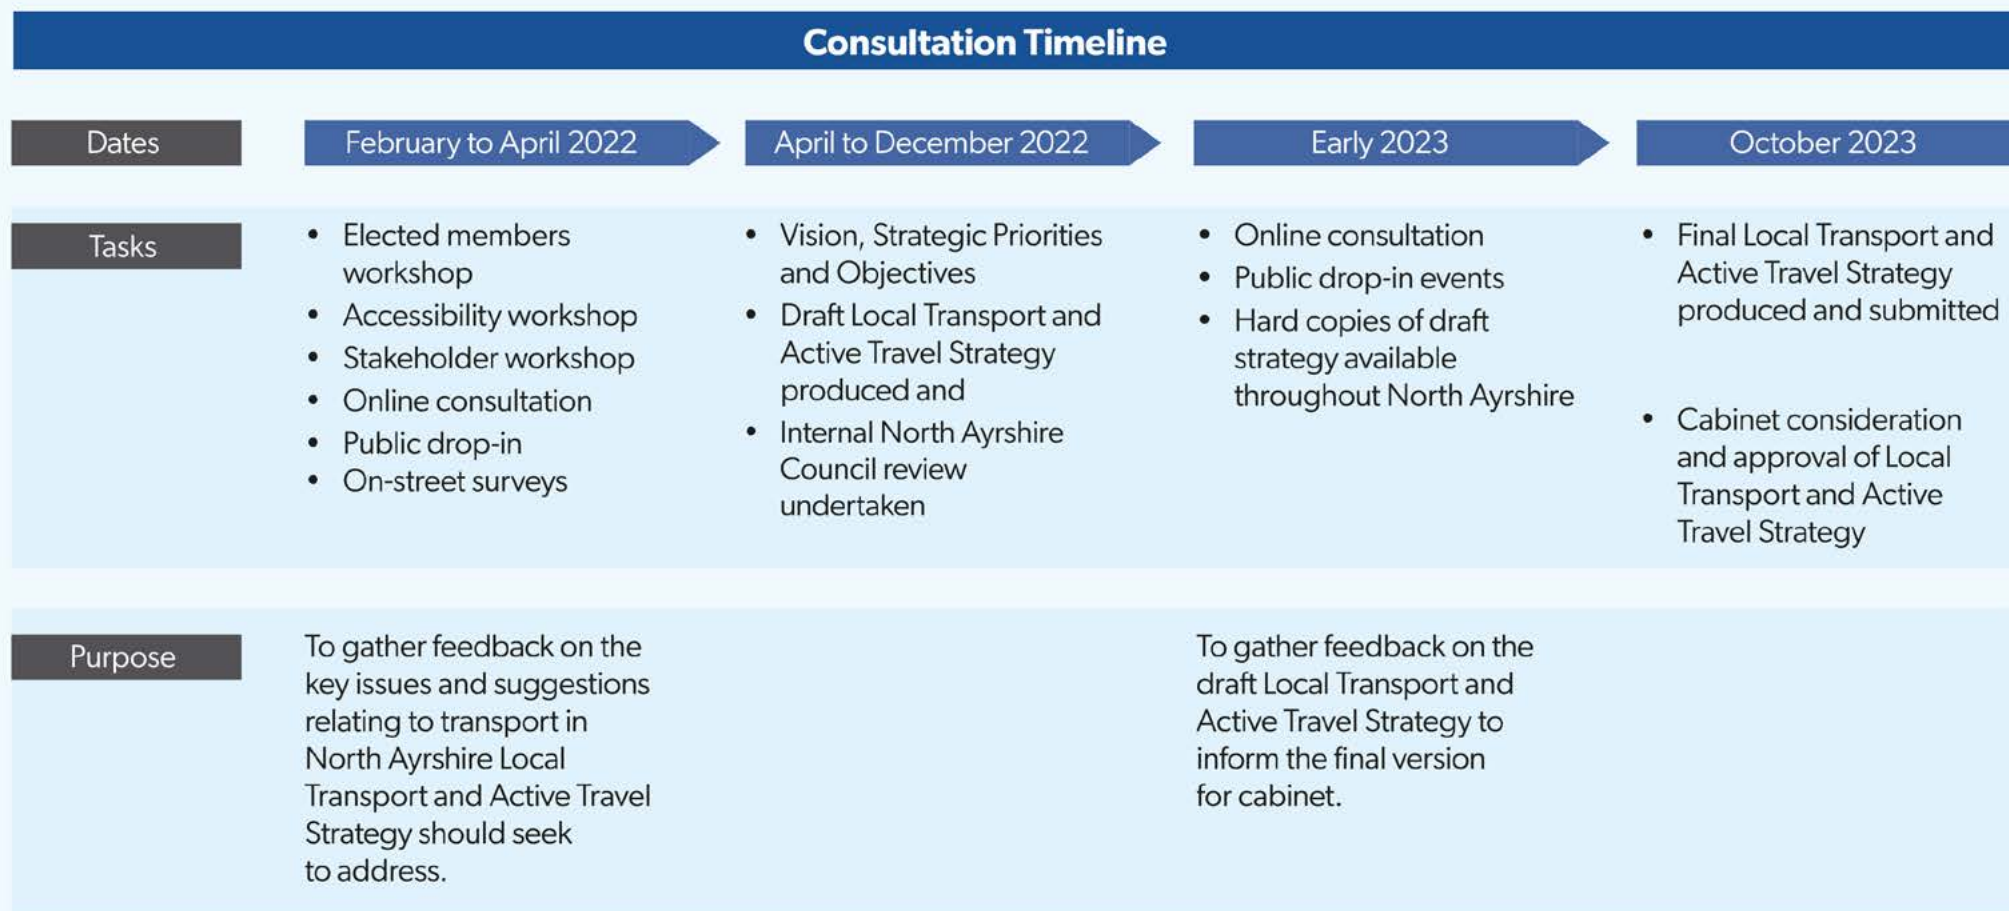 Consultation Timeline
Dates
February to April 2022
April to December 2022
Early 2023
October 2023
Tasks
• Elected members
workshop
• Accessibility workshop
• Stakeholder workshop
• Online consultation
• Public drop-in
• On-street surveys
• Vision, Strategic Priorities
and Objectives
• Draft Local Transport and
Active Travel Strategy
produced and
• Internal North Ayrshire
Council review
undertaken
• Online consultation
• Public drop-in events
• Hard copies of draft
strategy available
throughout North Ayrshire
• Final Local Transport and
Active Travel Strategy
produced and submitted
• Cabinet consideration
and approval of Local
Transport and Active
Travel Strategy
Purpose
To gather feedback on the
key issues and suggestions
relating to transport in
North Ayrshire Local
Transport and Active Travel
Strategy should seek
to address.
To gather feedback on the
draft Local Transport and
Active Travel Strategy to
inform the final version
for cabinet.